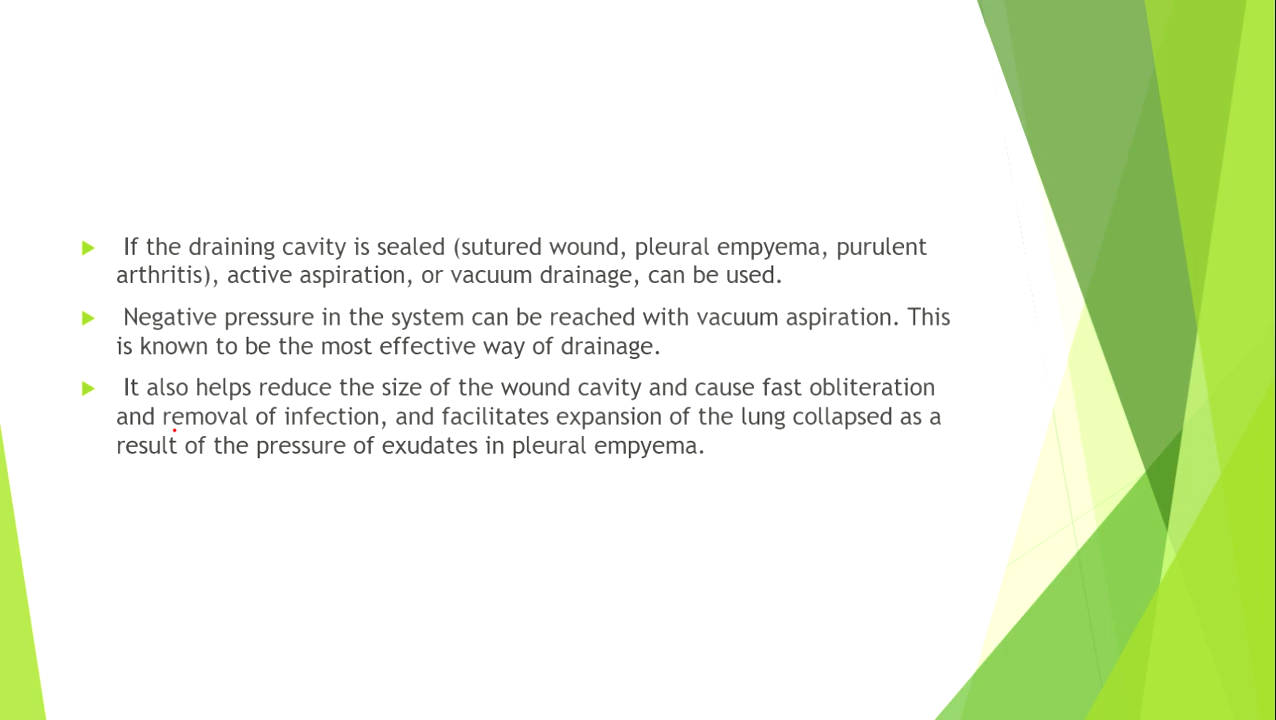 If the draining cavity is sealed (sutured wound, pleural empyema, purulent
arthritis), active aspiration, or vacuum drainage, can be used.
Negative pressure in the system can be reached with vacuum aspiration. This
is known to be the most effective way of drainage.
It also helps reduce the size of the wound cavity and cause fast obliteration
and removal of infection, and facilitates expansion of the lung collapsed as a
result of the pressure of exudates in pleural empyema.